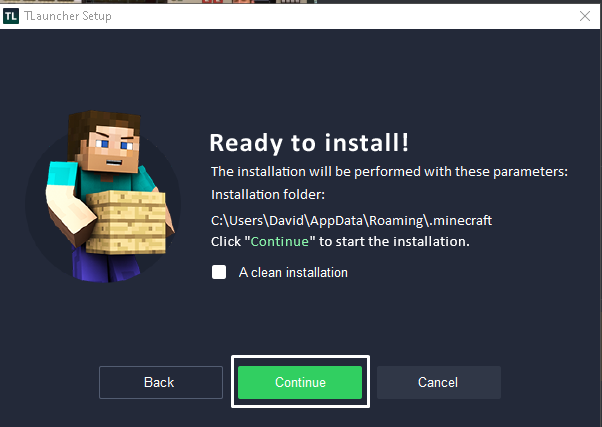 TL TLauncher Setup
Ready to install!
The installation will be performed with these parameters:
Installation folder:
C:\Users\David\AppData\Roaming\.minecraft
Click "Continue" to start the installation.
A clean installation
Back
Continue
Cancel